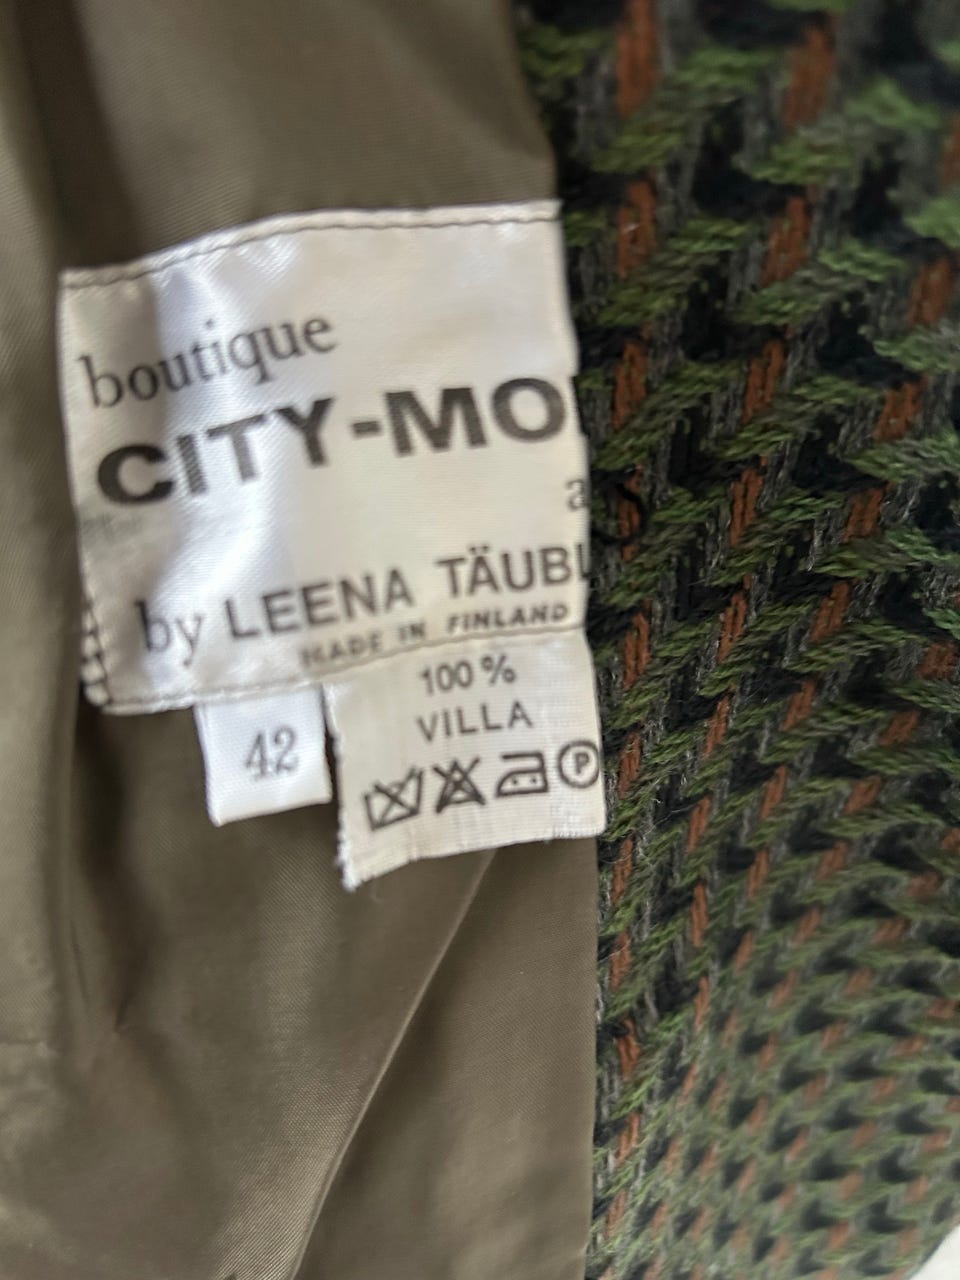 boutique
CITY-MO
a
by LEENA TÄUBL
MADE IN FINLAND
42
100 %
VILLA
P